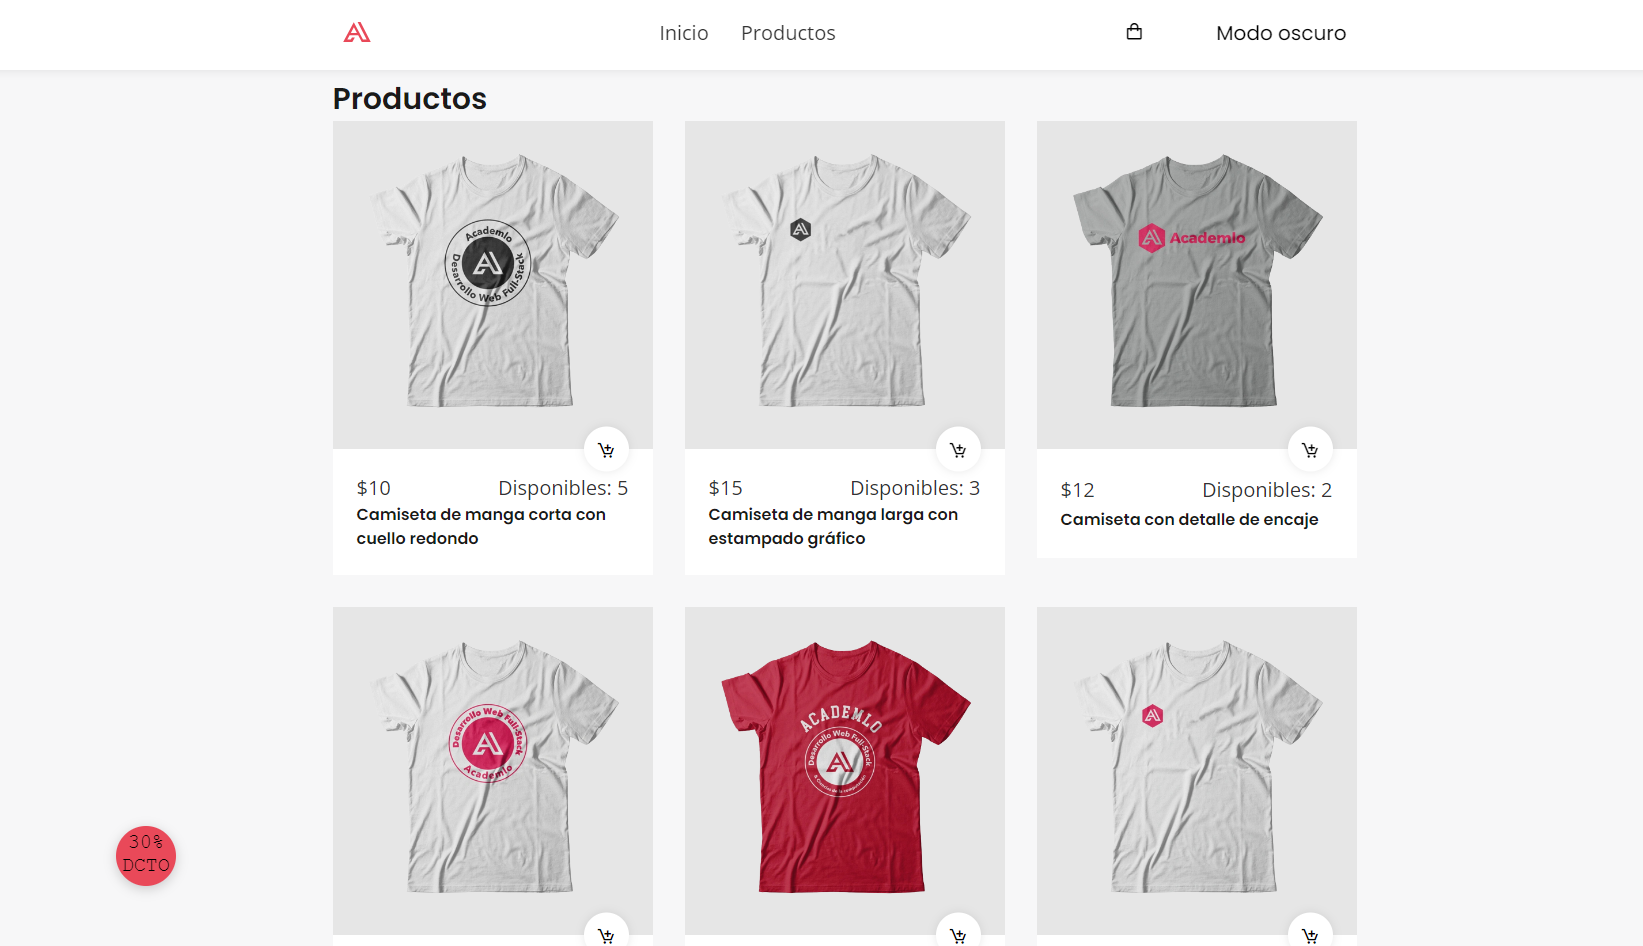 Inicio
Productos
Modo oscuro
Productos
Academlo
Desarrollo Web Full-Stack
Academlo
$10
Disponibles: 5
Camiseta de manga corta con
cuello redondo
$15
Disponibles: 3
Camiseta de manga larga con
estampado gráfico
$12
Disponibles: 2
Camiseta con detalle de encaje
Desarrollo Web Full-Stack
Academlo
ACADEMLO
Desarrollo Web Full-Stack
30%
DCTO